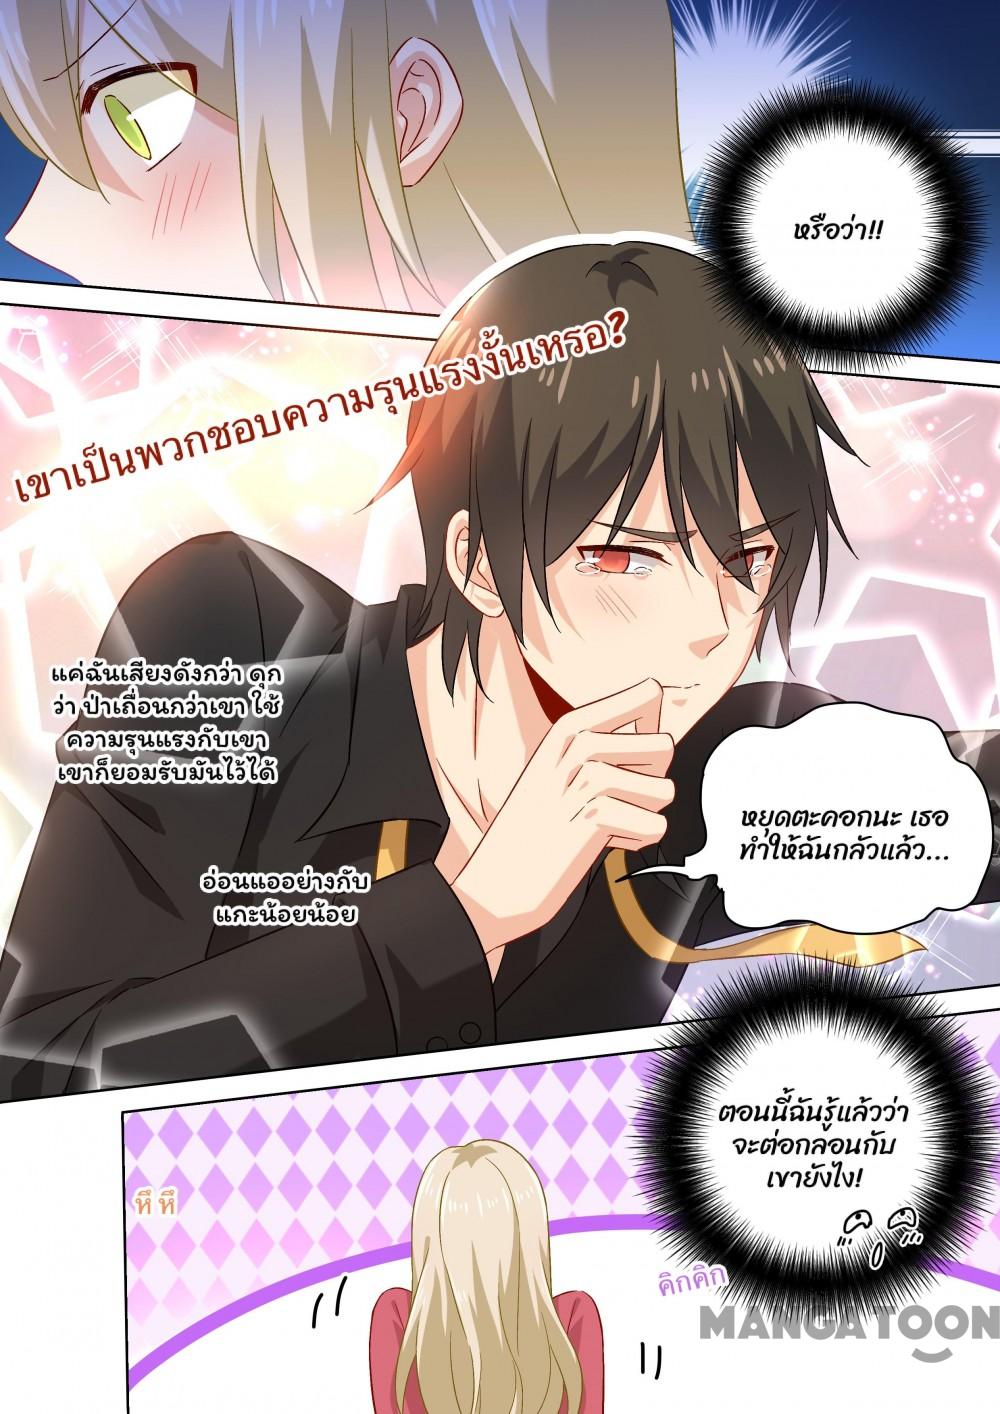 หรือว่า!!
เขาเป็นพวกชอบความรุนแรงงั้นเหรอ?
แค่ฉันเสียงดังกว่า ดุก
ว่า ป่าเถื่อนกว่าเขา ใช้
ความรุนแรงกับเขา
เขาก็ยอมรับมันไว้ได้
หยุดตะคอกนะ เธอ
ทำให้ฉันกลัวแล้ว...
อ่อนแออย่างกับ
แกะน้อยน้อย
ตอนนี้ฉันรู้แล้วว่า
จะต่อกลอนกับ
เขายังไง!
หึ หึ
คิกคิก
MANGATOON